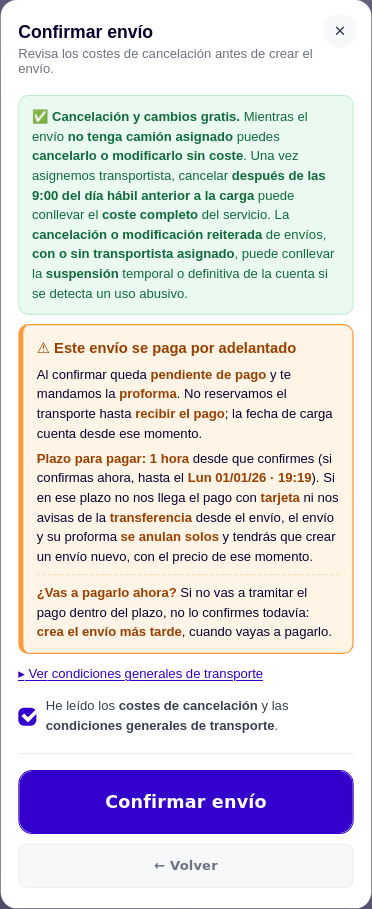 Confirmar envío
×
Revisa los costes de cancelación antes de crear el
envío.
✅ Cancelación y cambios gratis. Mientras el
envío no tenga camión asignado puedes
cancelarlo o modificarlo sin coste. Una vez
asignemos transportista, cancelar después de las
9:00 del día hábil anterior a la carga puede
conllevar el coste completo del servicio. La
cancelación o modificación reiterada de envíos,
con o sin transportista asignado, puede conllevar
la suspensión temporal o definitiva de la cuenta si
se detecta un uso abusivo.
⚠ Este envío se paga por adelantado
Al confirmar queda pendiente de pago y te
mandamos la proforma. No reservamos el
transporte hasta recibir el pago; la fecha de carga
cuenta desde ese momento.
Plazo para pagar: 1 hora desde que confirmes (si
confirmas ahora, hasta el Lun 01/01/26 · 19:19). Si
en ese plazo no nos llega el pago con tarjeta ni nos
avisas de la transferencia desde el envío, el envío
y su proforma se anulan solos y tendrás que crear
un envío nuevo, con el precio de ese momento.
¿Vas a pagarlo ahora? Si no vas a tramitar el
pago dentro del plazo, no lo confirmes todavía:
crea el envío más tarde, cuando vayas a pagarlo.
▸ Ver condiciones generales de transporte
He leído los costes de cancelación y las
condiciones generales de transporte.
Confirmar envío
← Volver